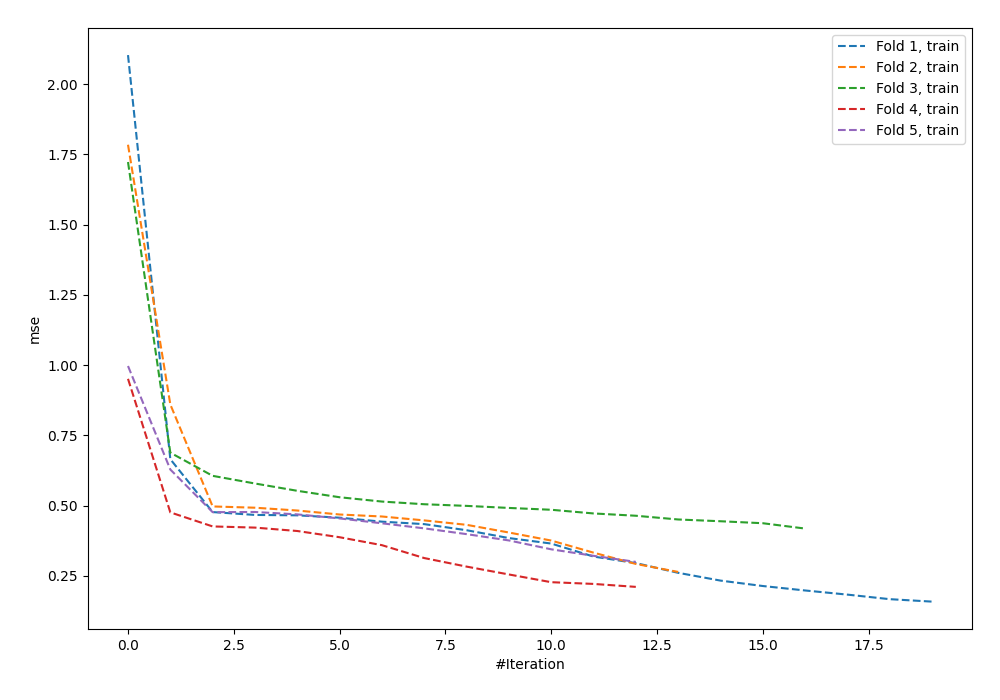 Fold 1, train
Fold 2, train
Fold 3, train
Fold 4, train
Fold 5, train
2.00
1.75
1.50
1.25
1.00
0.75
0.50
0.25
mse
0.0 2.5 5.0 7.5 10.0 12.5 15.0 17.5
#Iteration